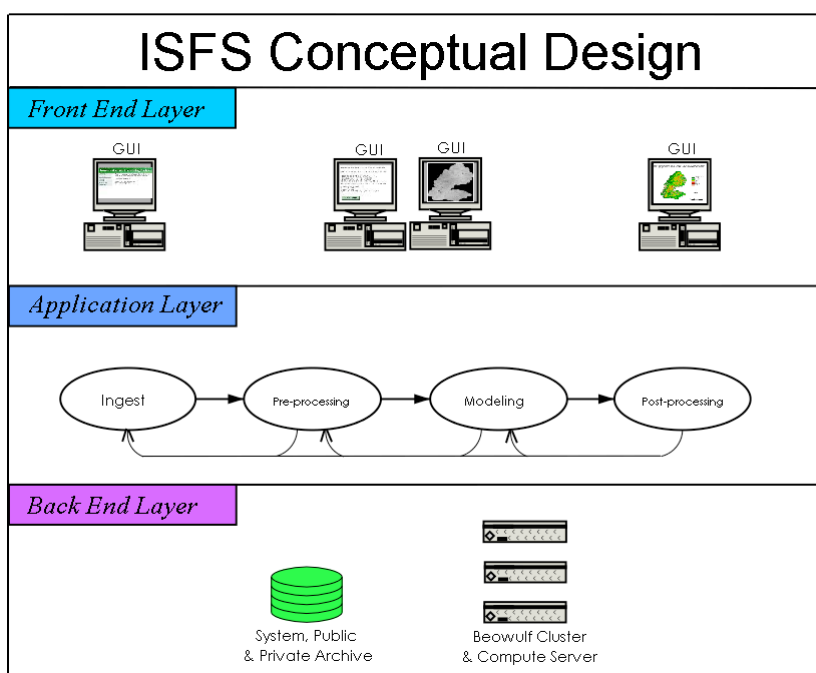 ISFS Conceptual Design
Front End Layer
GUI
GUI
GUI
GUI
Application Layer
Ingest
Pre-processing
Modeling
Post-processing
Back End Layer
System, Public
& Private Archive
Beowulf Cluster
& Compute Server